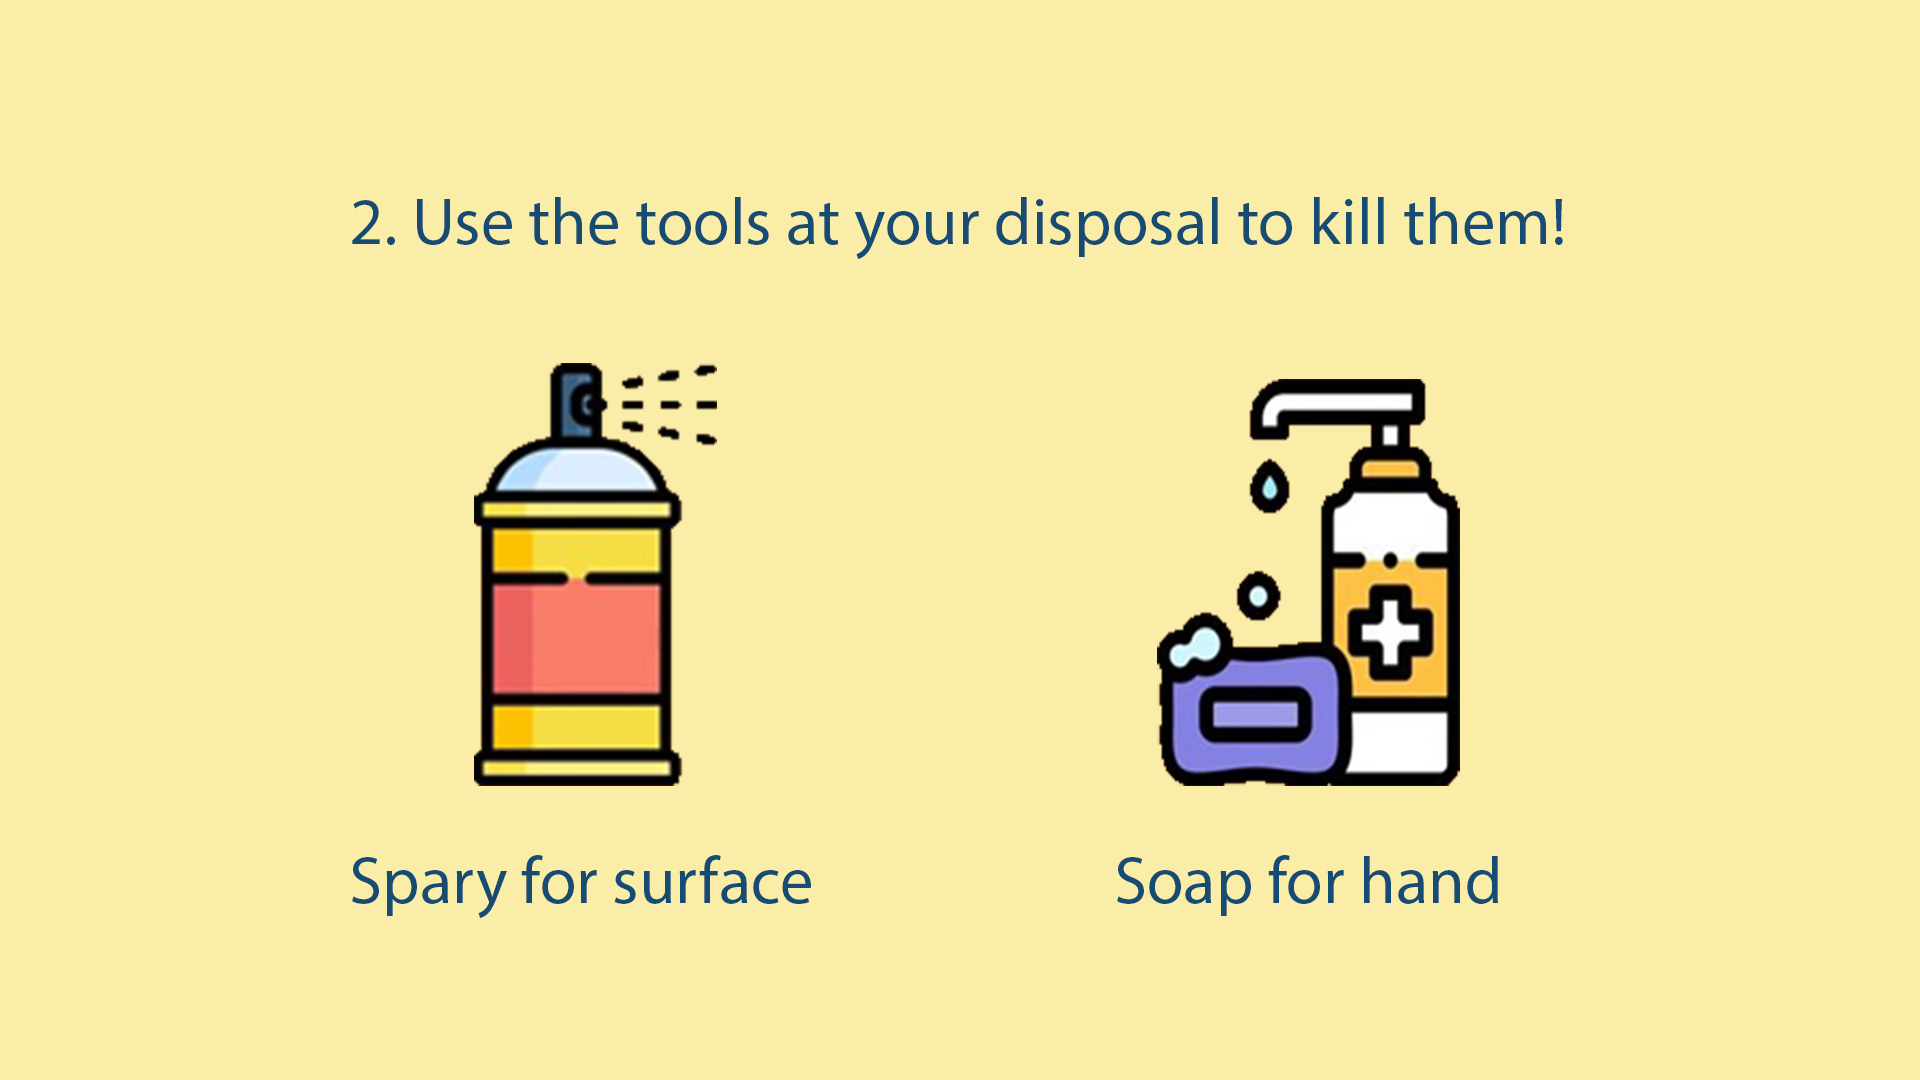 2. Use the tools at your disposal to kill them!
Spary for surface
Soap for hand